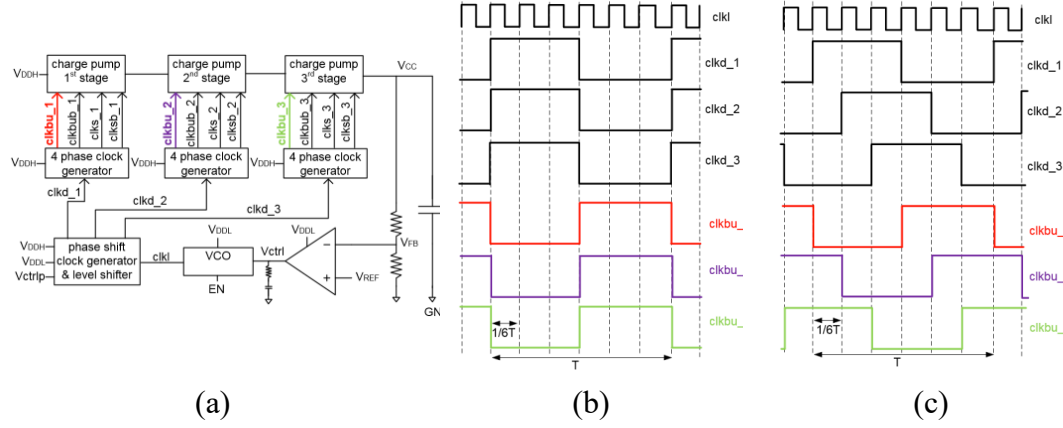 charge pump
1st stage
charge pump
2nd stage
charge pump
3rd stage
VCC
VDDH
clkbu_1
clkbub_1
clks_1
clksb_1
clkbu_2
clkbub_2
clks_2
clksb_2
clkbu_3
clkbub_3
clks_3
clksb_3
VDDH
4 phase clock
generator
VDDH
4 phase clock
generator
VDDH
4 phase clock
generator
clkd_1
clkd_2
clkd_3
VDDH
VDDL
Vctrlp
phase shift
clock generator
& level shifter
clkl
VDDL
VCO
EN
Vctrl
VDDL
VFB
VREF
GN
(a)
clkl
clkd_1
clkd_2
clkd_3
clkbu_
clkbu_
clkbu_
1/6T
T
(b)
clkl
clkd_1
clkd_2
clkd_3
clkbu_
clkbu_
clkbu_
1/6T
T
(c)